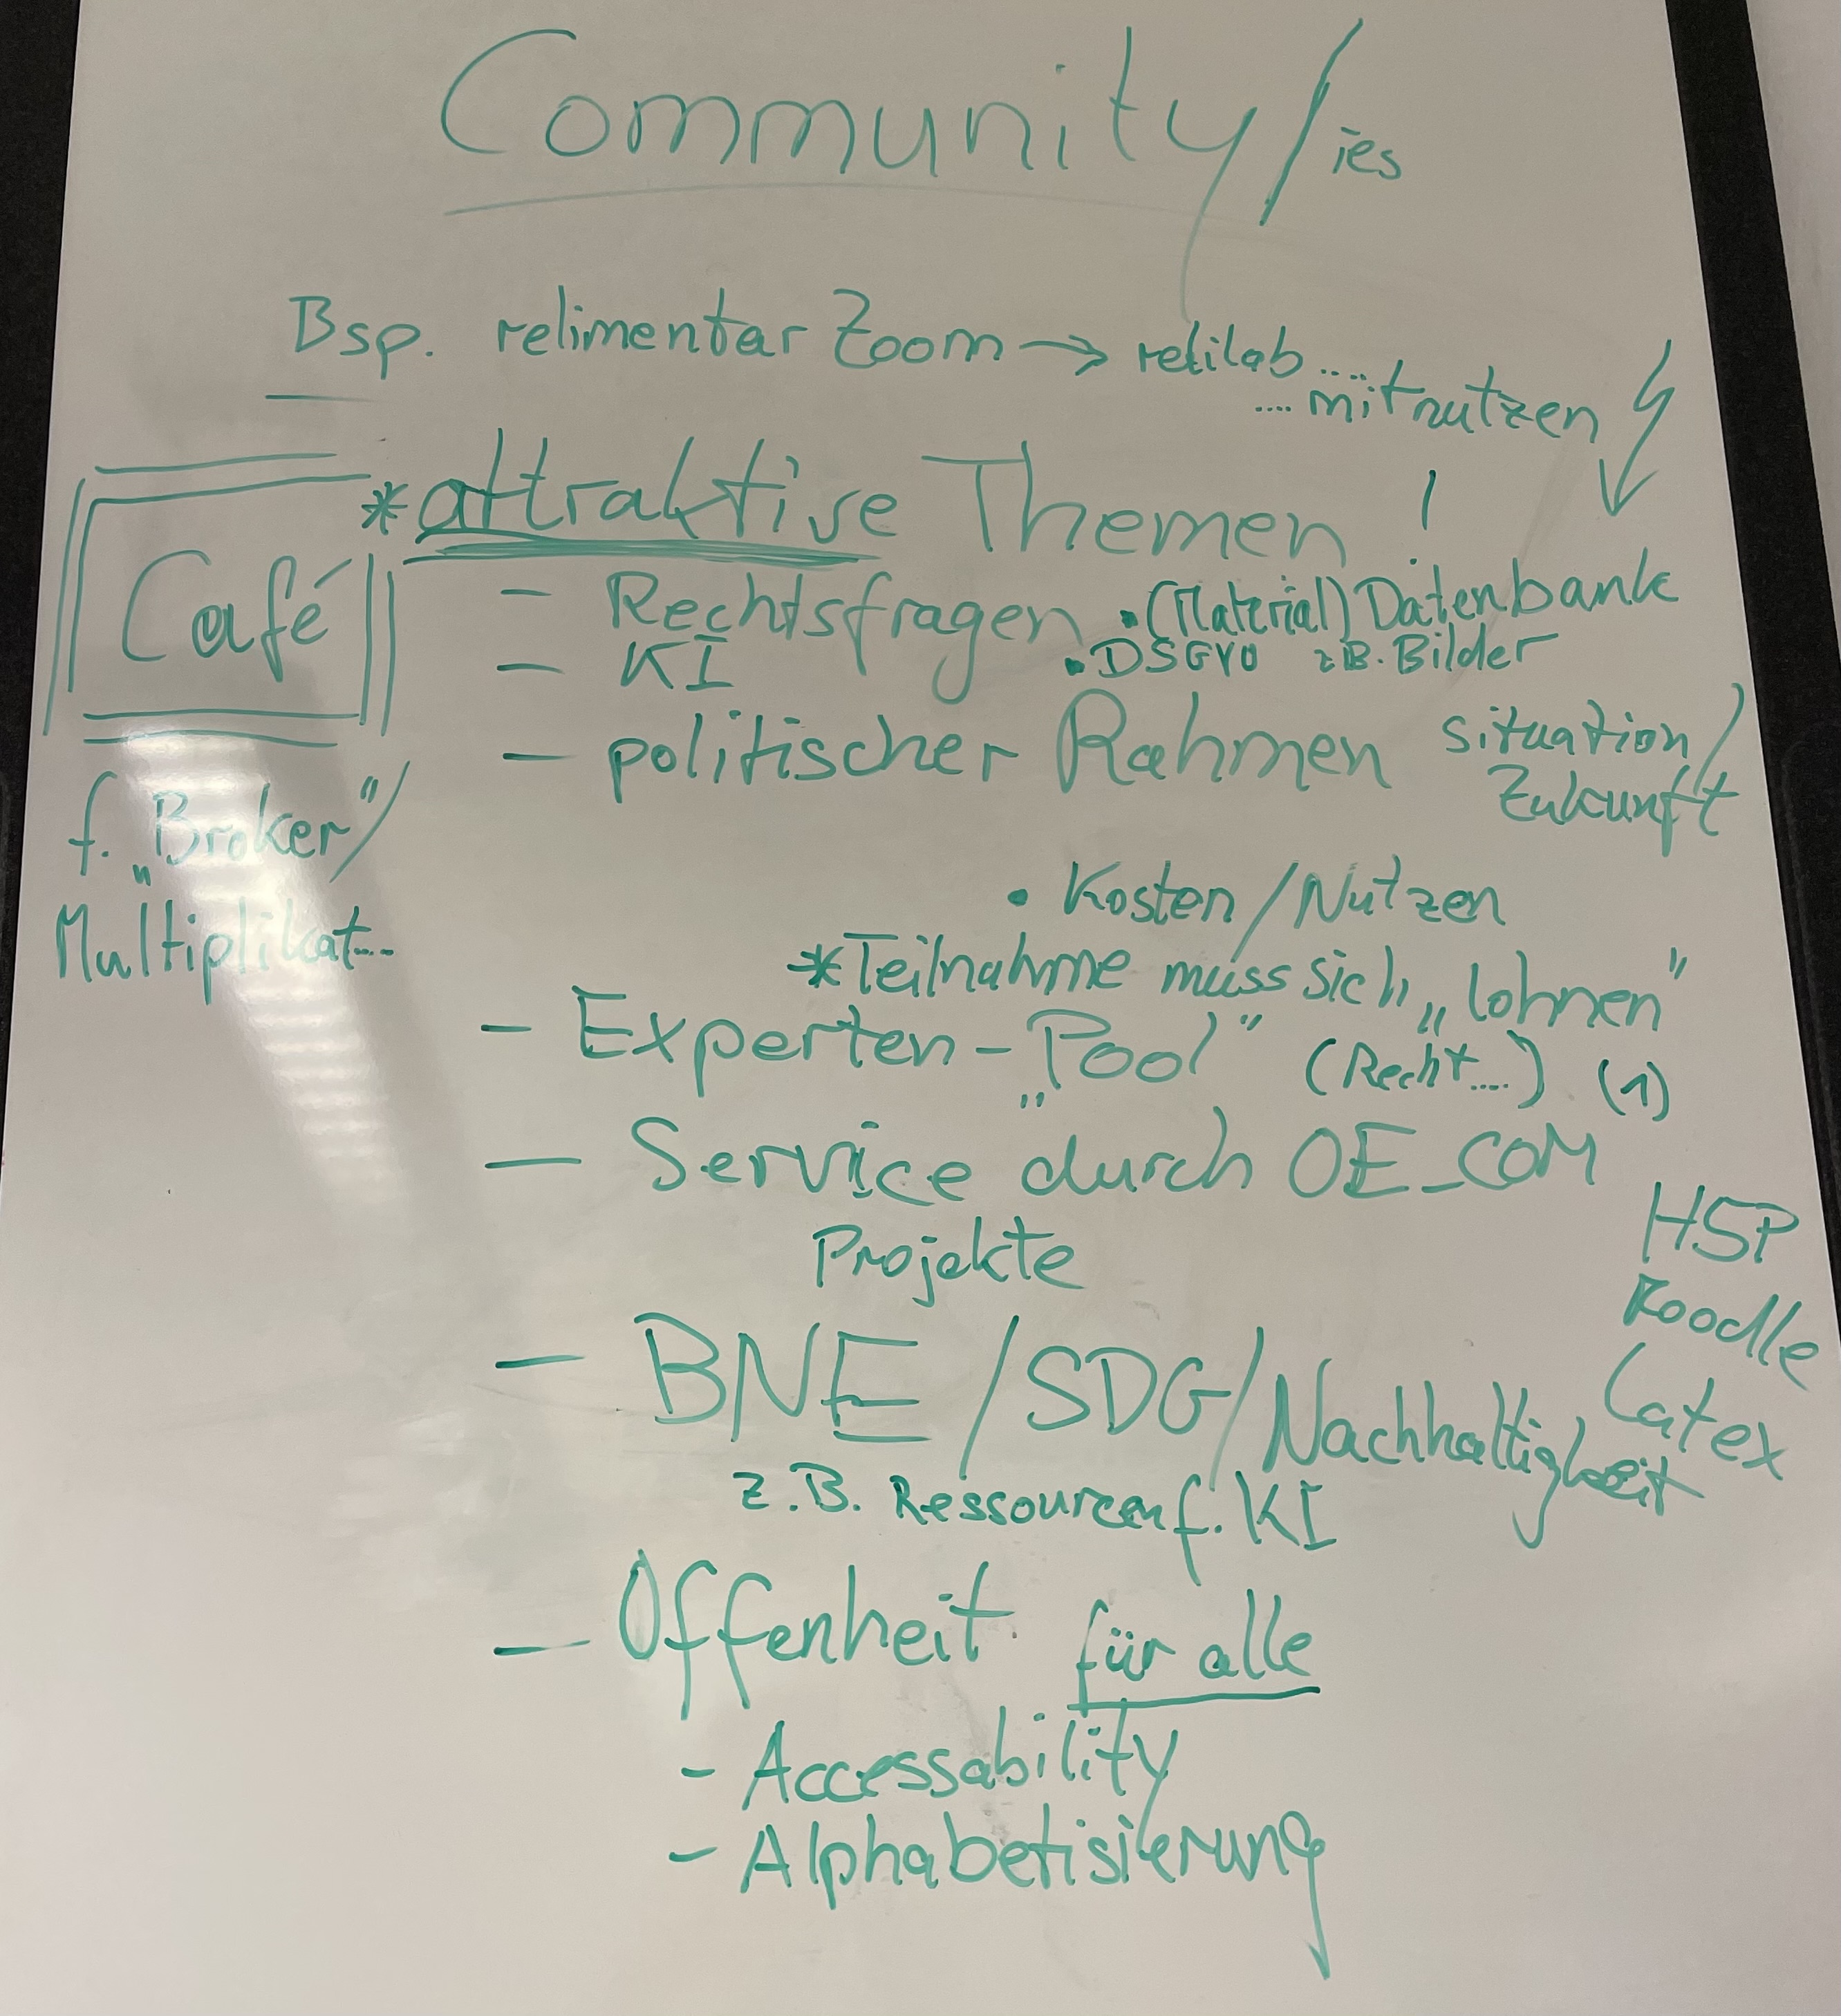 Community/ies
Bsp. relimentar Zoom → relilab....
.... mitnutzen
*attraktive Themen !
Café
f. „Broker"/
Multiplikat...
- Rechtsfragen • (Material) Datenbank
- KI • DSGVO z.B. Bilder
- politischer Rahmen situation/
Zukunft
• Kosten/Nutzen
*Teilnahme muss sich „lohnen"
- Experten-„Pool" (Recht....) (1)
- Service durch OE_COM
Projekte
H5P
Latex
- BNE/SDG/Nachhaltigkeit
z.B. Ressourcen f. KI
- Offenheit für alle
- Accessability
- Alphabetisierung